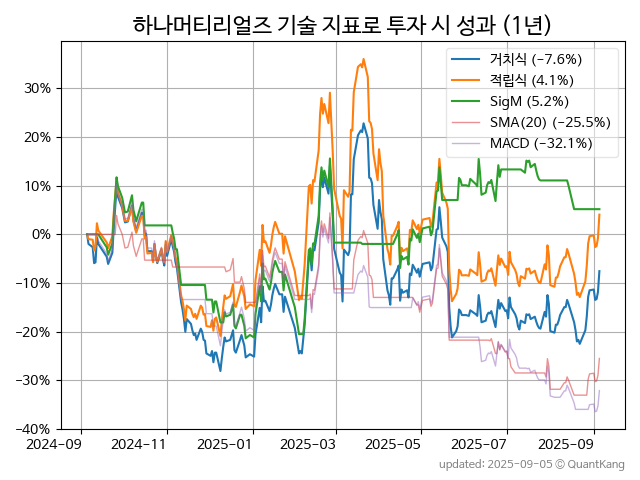 하나머티리얼즈 기술 지표로 투자 시 성과 (1년)
거치식 (−7.6%)
적립식 (4.1%)
SigM (5.2%)
SMA(20) (−25.5%)
MACD (−32.1%)
30%
20%
10%
0%
−10%
−20%
−30%
−40%
2024-09 2024-11 2025-01 2025-03 2025-05 2025-07 2025-09
updated: 2025-09-05 © QuantKang